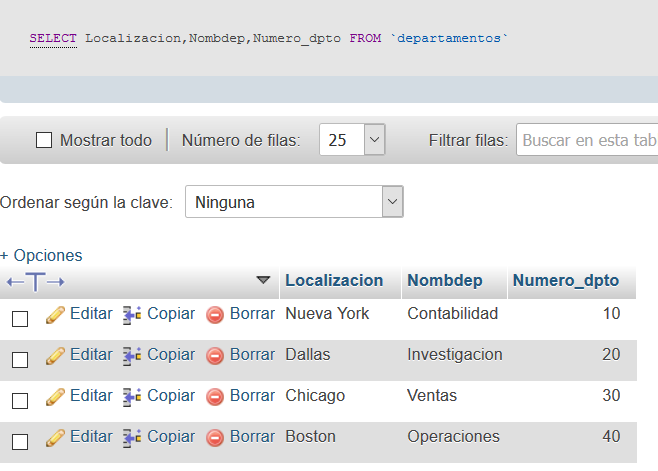 SELECT Localizacion,Nombdep,Numero_dpto FROM `departamentos`
Mostrar todo Número de filas: 25 Filtrar filas: Buscar en esta tab
Ordenar según la clave: Ninguna
+ Opciones
Localizacion Nombdep Numero_dpto
Editar Copiar Borrar Nueva York Contabilidad 10
Editar Copiar Borrar Dallas Investigacion 20
Editar Copiar Borrar Chicago Ventas 30
Editar Copiar Borrar Boston Operaciones 40